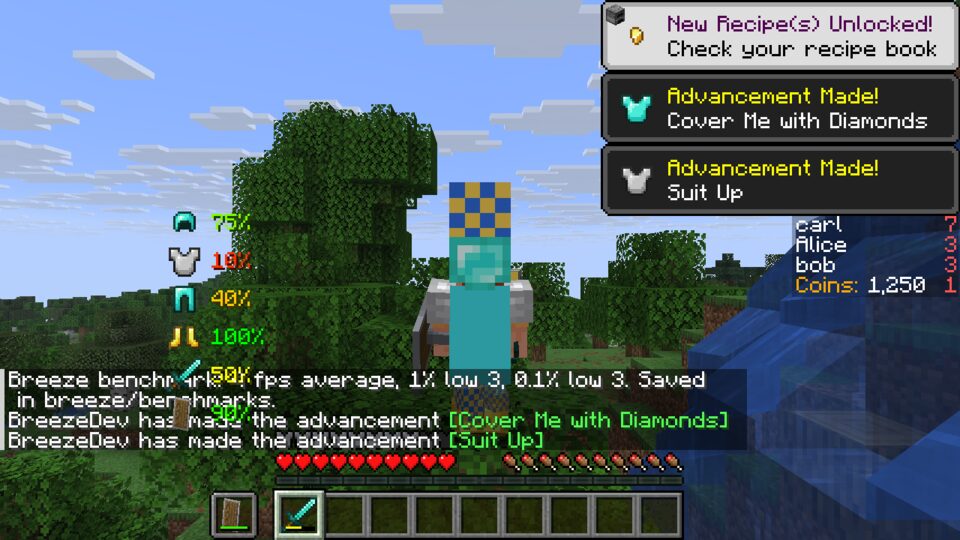 New Recipe(s) Unlocked!
Check your recipe book
Advancement Made!
Cover Me with Diamonds
Advancement Made!
Suit Up
carl 7
Alice 3
bob 3
Coins: 1,250 1
75%
10%
40%
100%
50%
90%
Breeze benchmark: fps average, 1% low 3, 0.1% low 3. Saved
in breeze/benchmarks.
BreezeDev has made the advancement [Cover Me with Diamonds]
BreezeDev has made the advancement [Suit Up]